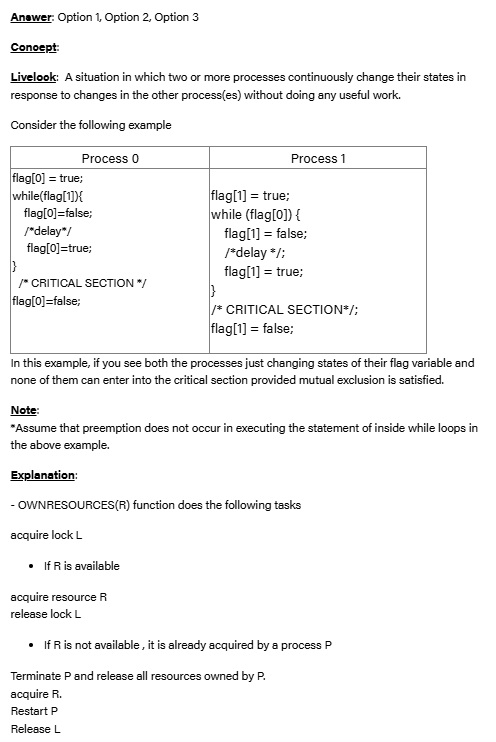 Answer: Option 1, Option 2, Option 3
Concept:
Livelook: A situation in which two or more processes continuously change their states in
response to changes in the other process(es) without doing any useful work.
Consider the following example
Process 0
flag[0] = true;
while(flag[1]){
flag[0]=false;
/*delay*/
flag[0]=true;
}
/* CRITICAL SECTION */
flag[0]=false;
Process 1
flag[1] = true;
while (flag[0]) {
flag[1] = false;
/*delay */;
flag[1] = true;
}
/* CRITICAL SECTION*/;
flag[1] = false;
In this example, if you see both the processes just changing states of their flag variable and
none of them can enter into the critical section provided mutual exclusion is satisfied.
Note:
*Assume that preemption does not occur in executing the statement of inside while loops in
the above example.
Explanation:
- OWNRESOURCES(R) function does the following tasks
acquire lock L
• If R is available
acquire resource R
release lock L
• If R is not available , it is already acquired by a process P
Terminate P and release all resources owned by P.
acquire R.
Restart P
Release L